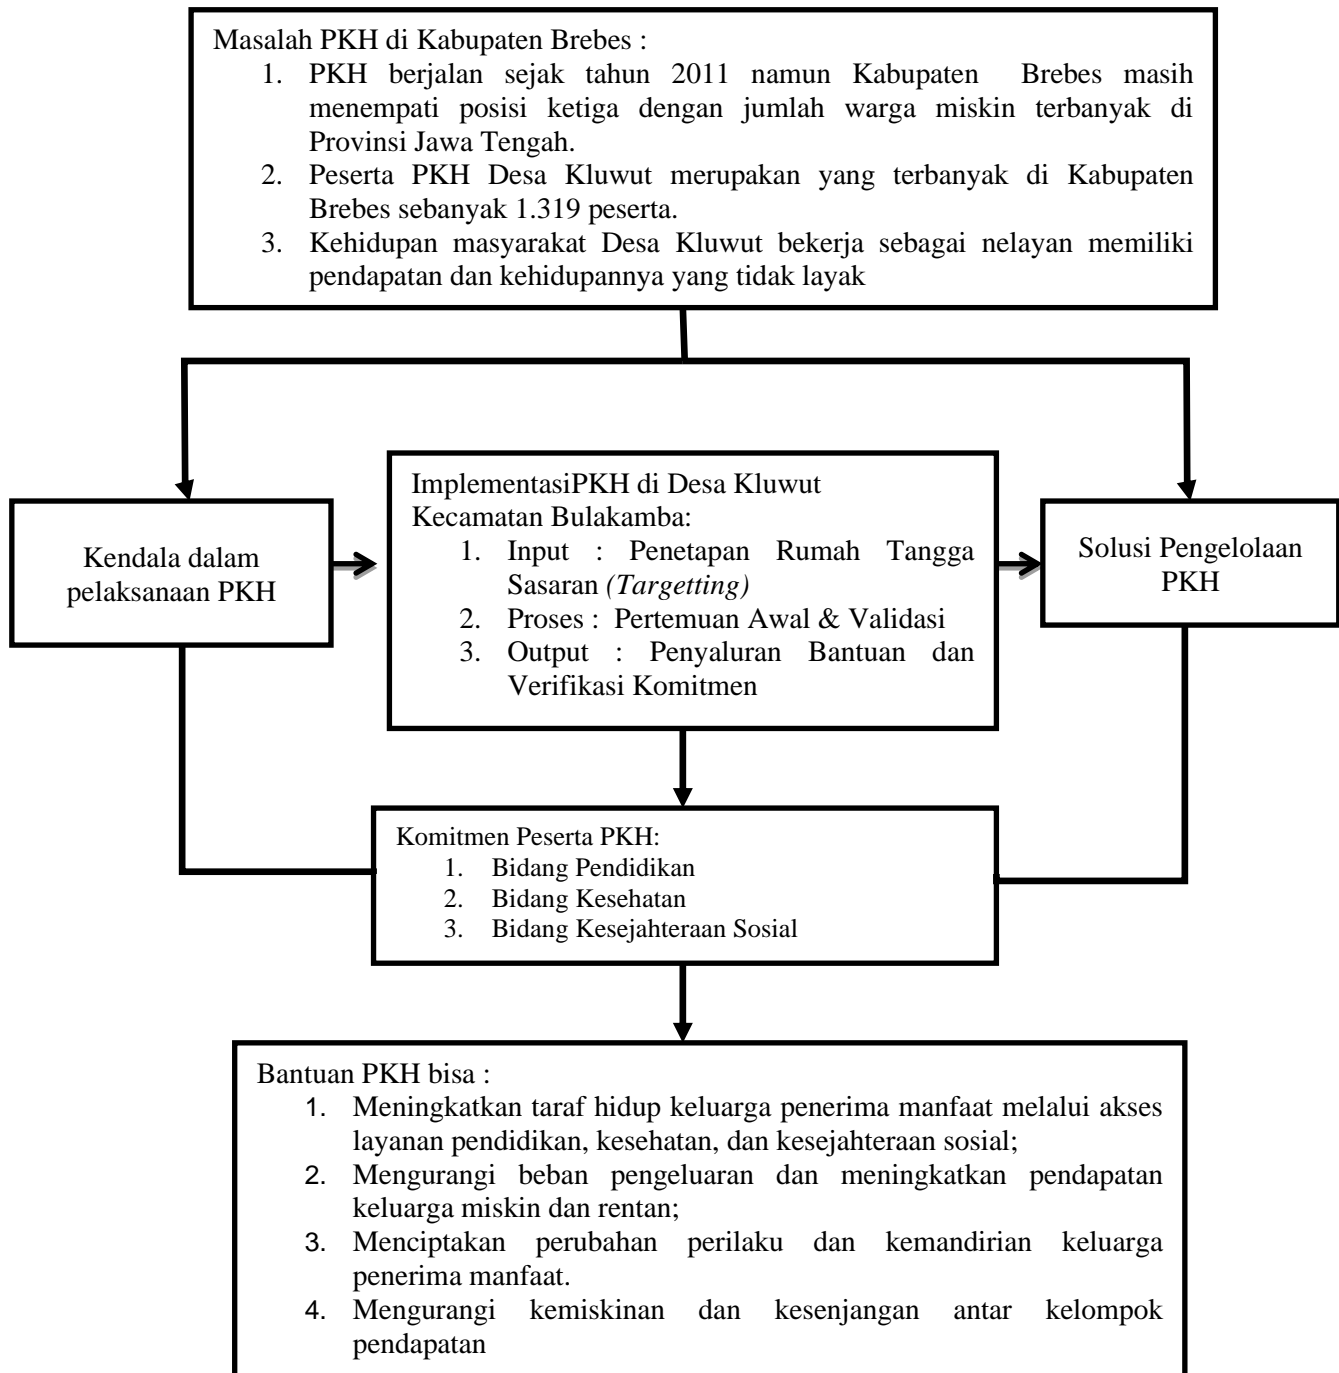 Masalah PKH di Kabupaten Brebes :
1. PKH berjalan sejak tahun 2011 namun Kabupaten Brebes masih
menempati posisi ketiga dengan jumlah warga miskin terbanyak di
Provinsi Jawa Tengah.
2. Peserta PKH Desa Kluwut merupakan yang terbanyak di Kabupaten
Brebes sebanyak 1.319 peserta.
3. Kehidupan masyarakat Desa Kluwut bekerja sebagai nelayan memiliki
pendapatan dan kehidupannya yang tidak layak
Kendala dalam
pelaksanaan PKH
ImplementasiPKH di Desa Kluwut
Kecamatan Bulakamba:
1. Input : Penetapan Rumah Tangga
Sasaran (Targetting)
2. Proses : Pertemuan Awal & Validasi
3. Output : Penyaluran Bantuan dan
Verifikasi Komitmen
Solusi Pengelolaan
PKH
Komitmen Peserta PKH:
1. Bidang Pendidikan
2. Bidang Kesehatan
3. Bidang Kesejahteraan Sosial
Bantuan PKH bisa :
1. Meningkatkan taraf hidup keluarga penerima manfaat melalui akses
layanan pendidikan, kesehatan, dan kesejahteraan sosial;
2. Mengurangi beban pengeluaran dan meningkatkan pendapatan
keluarga miskin dan rentan;
3. Menciptakan perubahan perilaku dan kemandirian keluarga
penerima manfaat.
4. Mengurangi kemiskinan dan kesenjangan antar kelompok
pendapatan